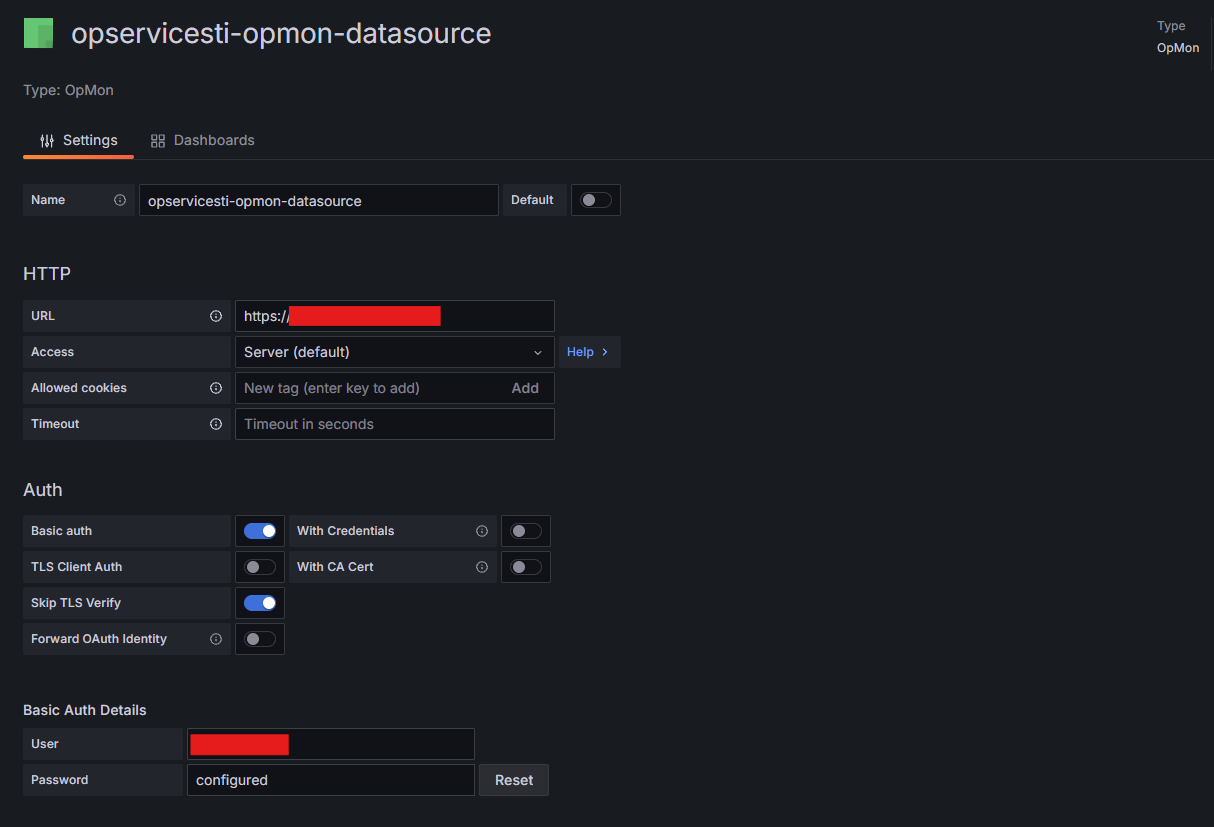 opservicesti-opmon-datasource
Type
OpMon
Type: OpMon
Settings Dashboards
Name opservicesti-opmon-datasource Default
HTTP
URL https://
Access Server (default) Help
Allowed cookies New tag (enter key to add) Add
Timeout Timeout in seconds
Auth
Basic auth With Credentials
TLS Client Auth With CA Cert
Skip TLS Verify
Forward OAuth Identity
Basic Auth Details
User
Password configured Reset